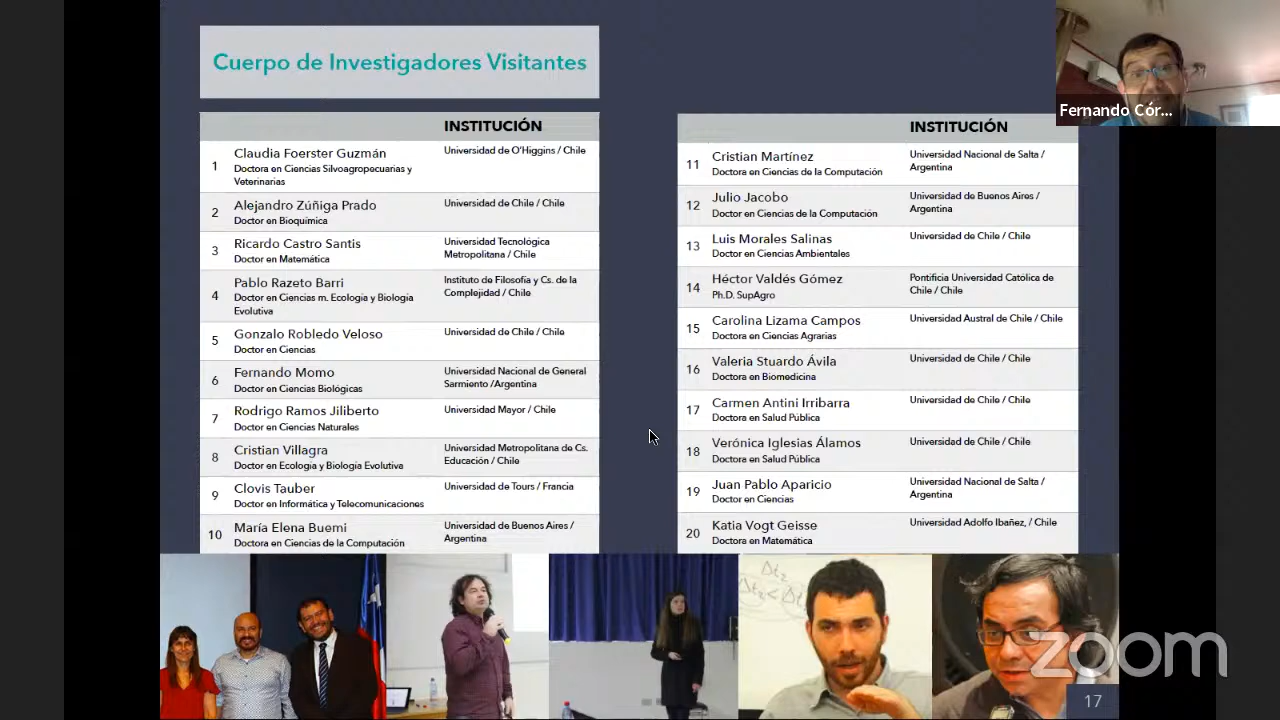 Cuerpo de Investigadores Visitantes
INSTITUCIÓN
1
Claudia Foerster Guzmán
Doctora en Ciencias Silvoagropecuarias y
Veterinarias
Universidad de O'Higgins / Chile
2
Alejandro Zúñiga Prado
Doctor en Bioquímica
Universidad de Chile / Chile
3
Ricardo Castro Santis
Doctor en Matemática
Universidad Tecnológica
Metropolitana / Chile
4
Pablo Razeto Barri
Doctor en Ciencias m. Ecología y Biología
Evolutiva
Instituto de Filosofía y Cs. de la
Complejidad / Chile
5
Gonzalo Robledo Veloso
Doctor en Ciencias
Universidad de Chile / Chile
6
Fernando Momo
Doctor en Ciencias Biológicas
Universidad Nacional de General
Sarmiento /Argentina
7
Rodrigo Ramos Jiliberto
Doctor en Ciencias Naturales
Universidad Mayor / Chile
8
Cristian Villagra
Doctor en Ecología y Biología Evolutiva
Universidad Metropolitana de Cs.
Educación / Chile
9
Clovis Tauber
Doctor en Informática y Telecomunicaciones
Universidad de Tours / Francia
10
María Elena Buemi
Doctora en Ciencias de la Computación
Universidad de Buenos Aires /
Argentina
INSTITUCIÓN
11
Cristian Martínez
Doctora en Ciencias de la Computación
Universidad Nacional de Salta /
Argentina
12
Julio Jacobo
Doctor en Ciencias de la Computación
Universidad de Buenos Aires /
Argentina
13
Luis Morales Salinas
Doctor en Ciencias Ambientales
Universidad de Chile / Chile
14
Héctor Valdés Gómez
Ph.D. SupAgro
Pontificia Universidad Católica de
Chile / Chile
15
Carolina Lizama Campos
Doctora en Ciencias Agrarias
Universidad Austral de Chile / Chile
16
Valeria Stuardo Ávila
Doctora en Biomedicina
Universidad de Chile / Chile
17
Carmen Antini Irribarra
Doctora en Salud Pública
Universidad de Chile / Chile
18
Verónica Iglesias Álamos
Doctora en Salud Pública
Universidad de Chile / Chile
19
Juan Pablo Aparicio
Doctor en Ciencias
Universidad Nacional de Salta /
Argentina
20
Katia Vogt Geisse
Doctora en Matemática
Universidad Adolfo Ibañez, / Chile
Fernando Cór...
zoom
17